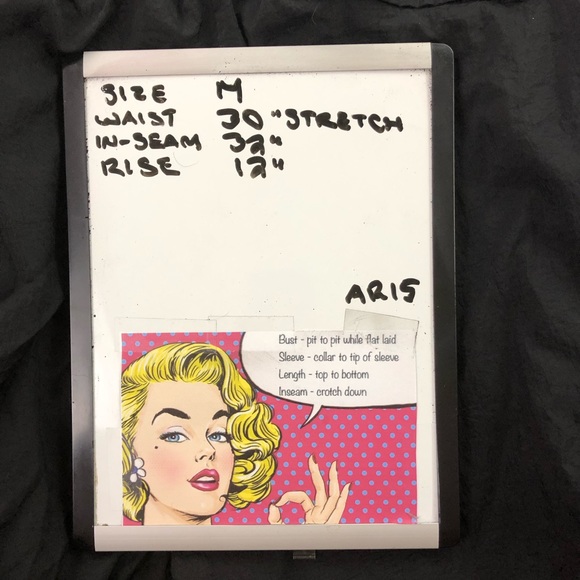 SIZE M
WAIST 30" STRETCH
IN-SEAM 32"
RISE 12"
AR15
Bust - pit to pit while flat laid
Sleeve - collar to tip of sleeve
Length - top to bottom
Inseam - crotch down